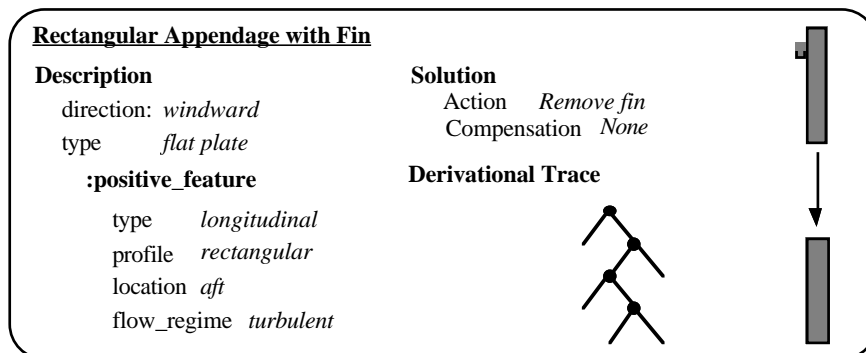 Rectangular Appendage with Fin
Description
direction: windward
type flat plate
:positive_feature
type longitudinal
profile rectangular
location aft
flow_regime turbulent
Solution
Action Remove fin
Compensation None
Derivational Trace